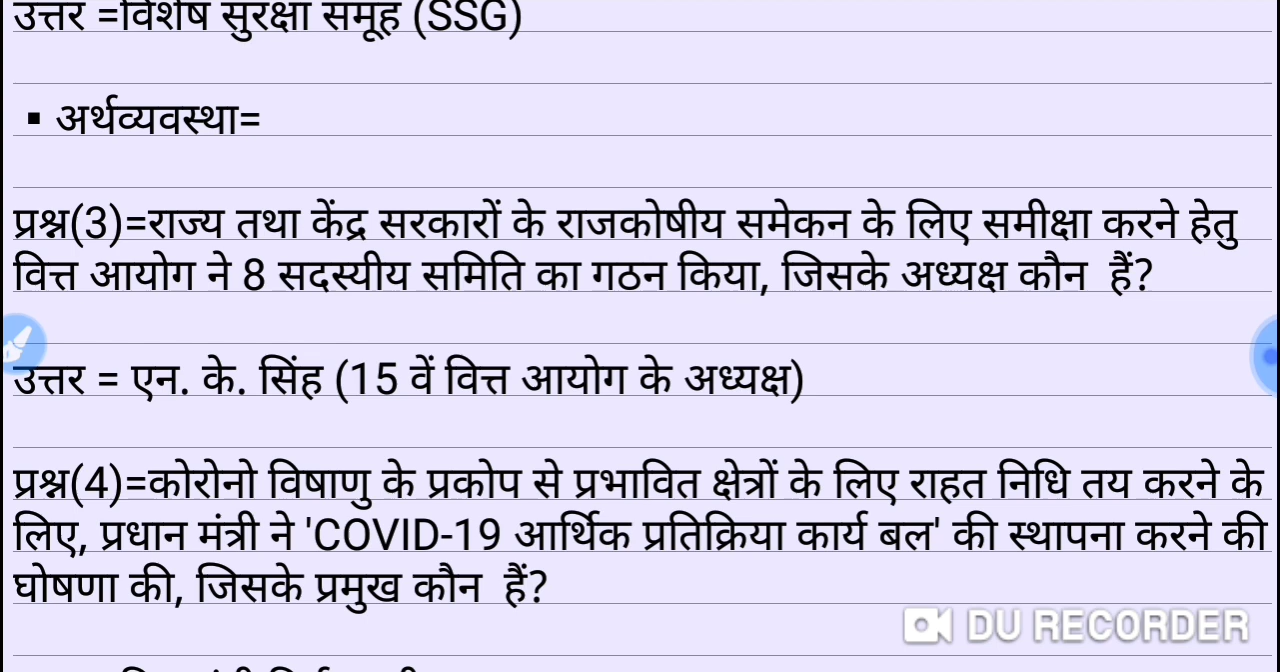 उत्तर =विशेष सुरक्षा समूह (SSG)
▪ अर्थव्यवस्था=
प्रश्न(3)=राज्य तथा केंद्र सरकारों के राजकोषीय समेकन के लिए समीक्षा करने हेतु
वित्त आयोग ने 8 सदस्यीय समिति का गठन किया, जिसके अध्यक्ष कौन हैं?
उत्तर = एन. के. सिंह (15 वें वित्त आयोग के अध्यक्ष)
प्रश्न(4)=कोरोनो विषाणु के प्रकोप से प्रभावित क्षेत्रों के लिए राहत निधि तय करने के
लिए, प्रधान मंत्री ने 'COVID-19 आर्थिक प्रतिक्रिया कार्य बल' की स्थापना करने की
घोषणा की, जिसके प्रमुख कौन हैं?
DU RECORDER